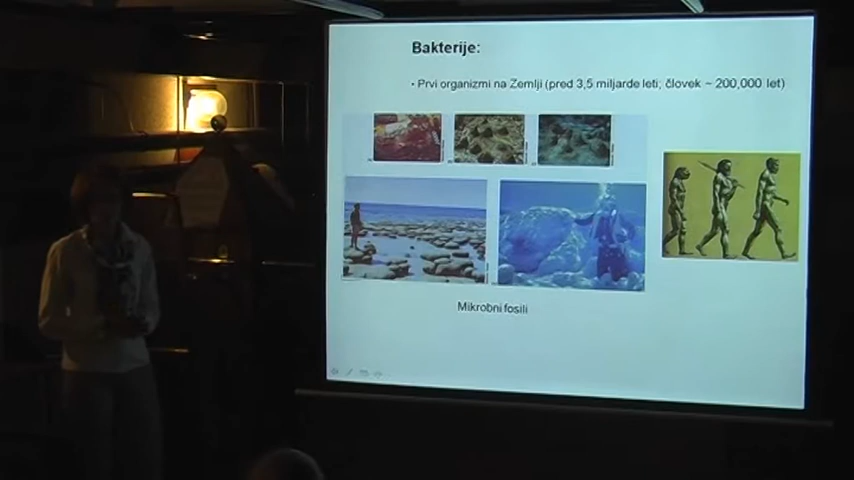 Bakterije:
• Prvi organizmi na Zemlji (pred 3,5 miljarde leti; človek ~ 200,000 let)
Mikrobni fosili